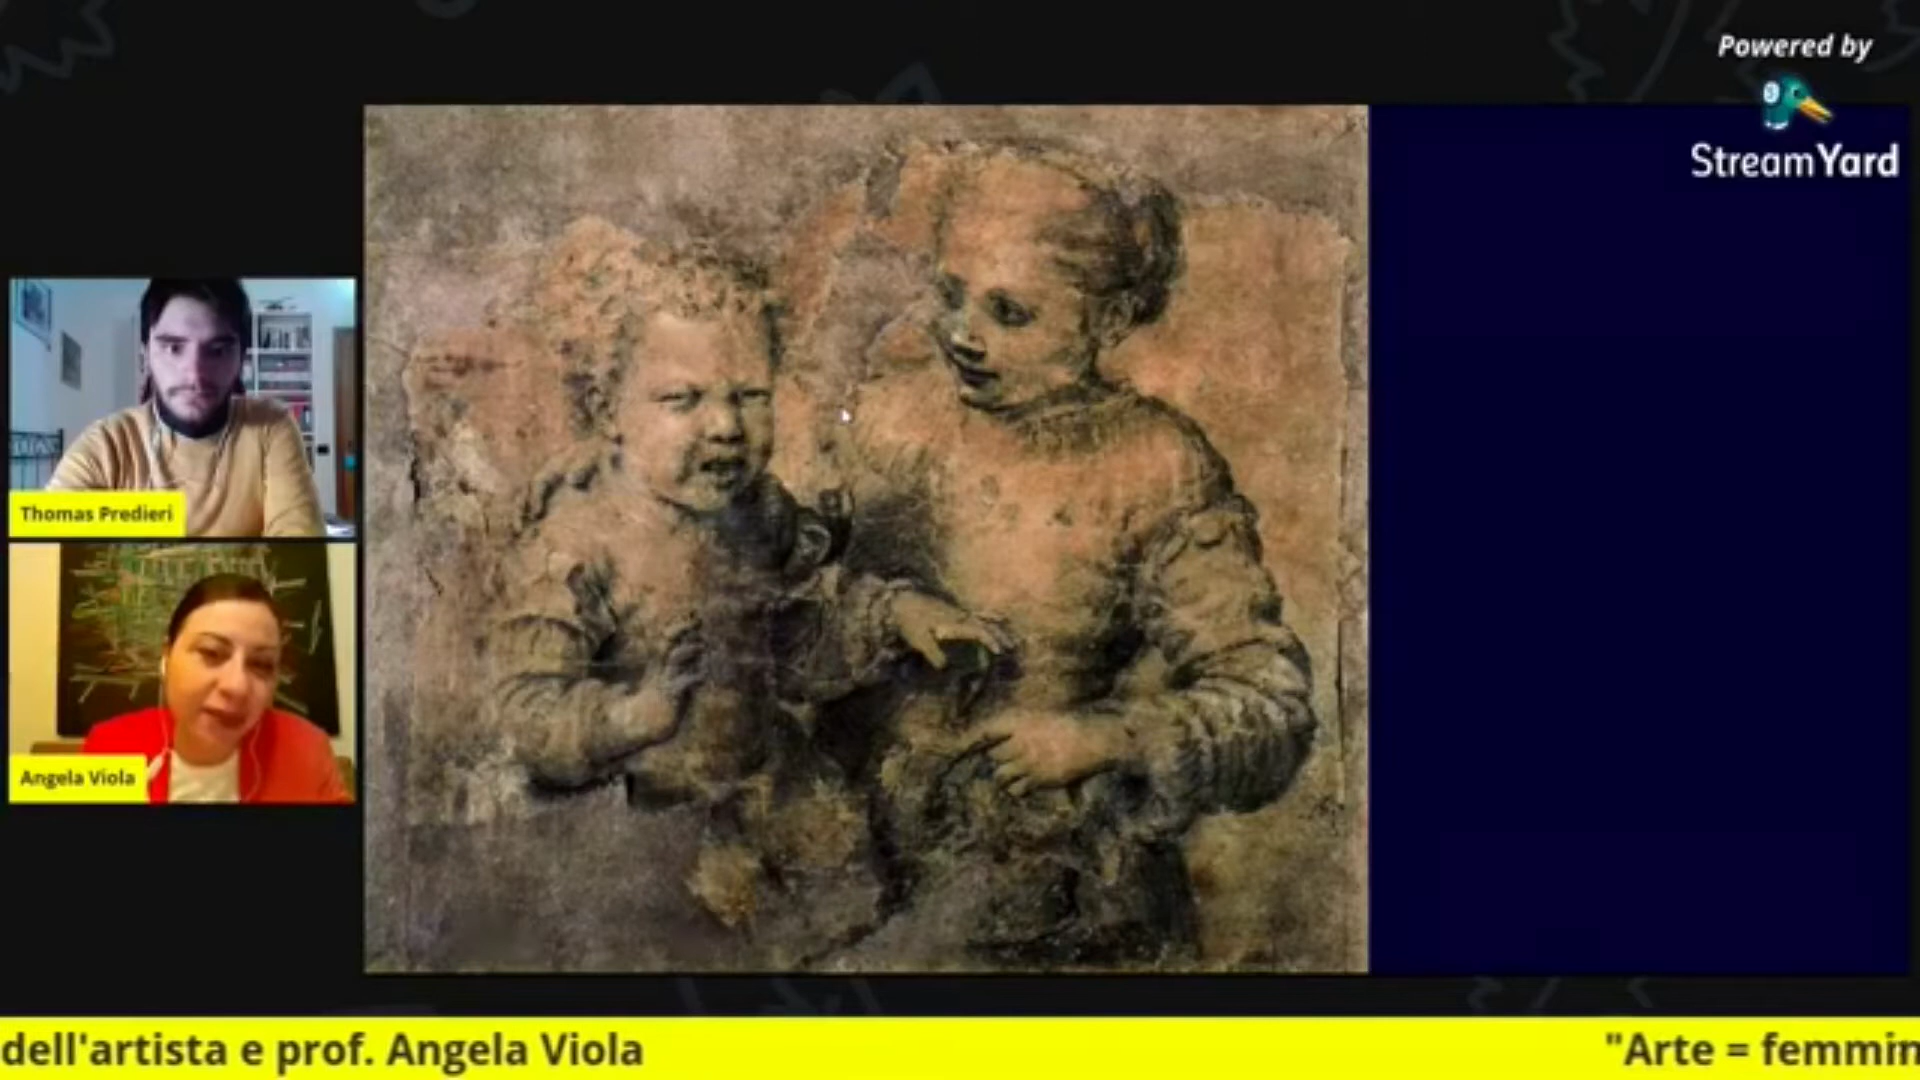 Powered by
StreamYard
Thomas Predieri
Angela Viola
dell'artista e prof. Angela Viola
"Arte = femmin